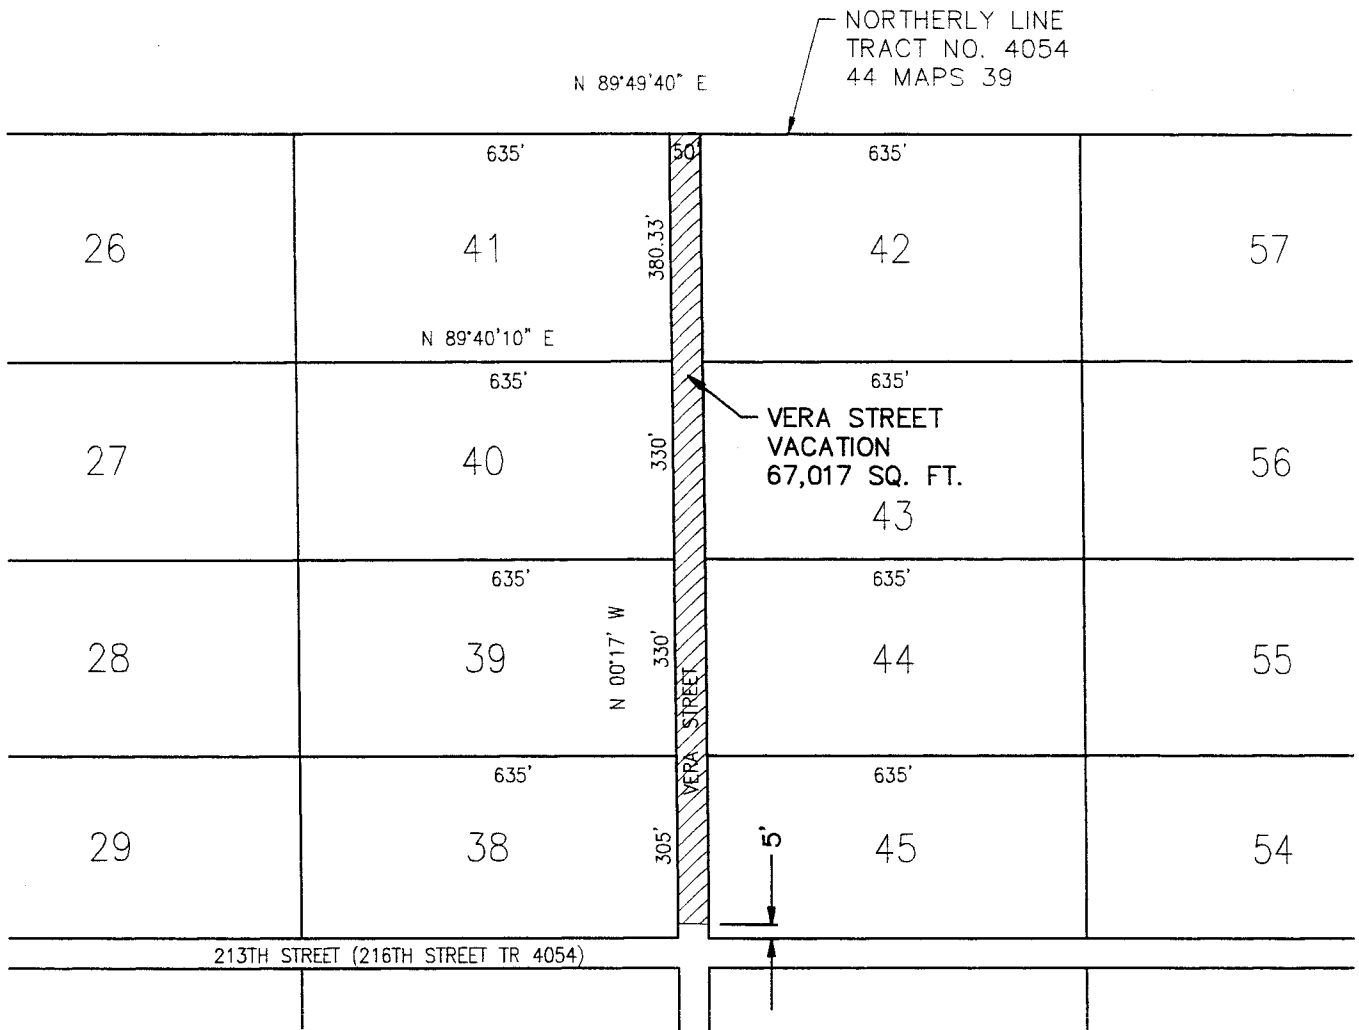 NORTHERLY LINE
TRACT NO. 4054
44 MAPS 39
N 89°49'40" E
635'
50'
635'
26
41
380.33'
42
57
N 89°40'10" E
635'
635'
VERA STREET
VACATION
67,017 SQ. FT.
27
40
330'
43
56
635'
635'
28
39
N 00°17' W
330'
VERA STREET
44
55
635'
635'
29
38
305'
5'
45
54
213TH STREET (216TH STREET TR 4054)